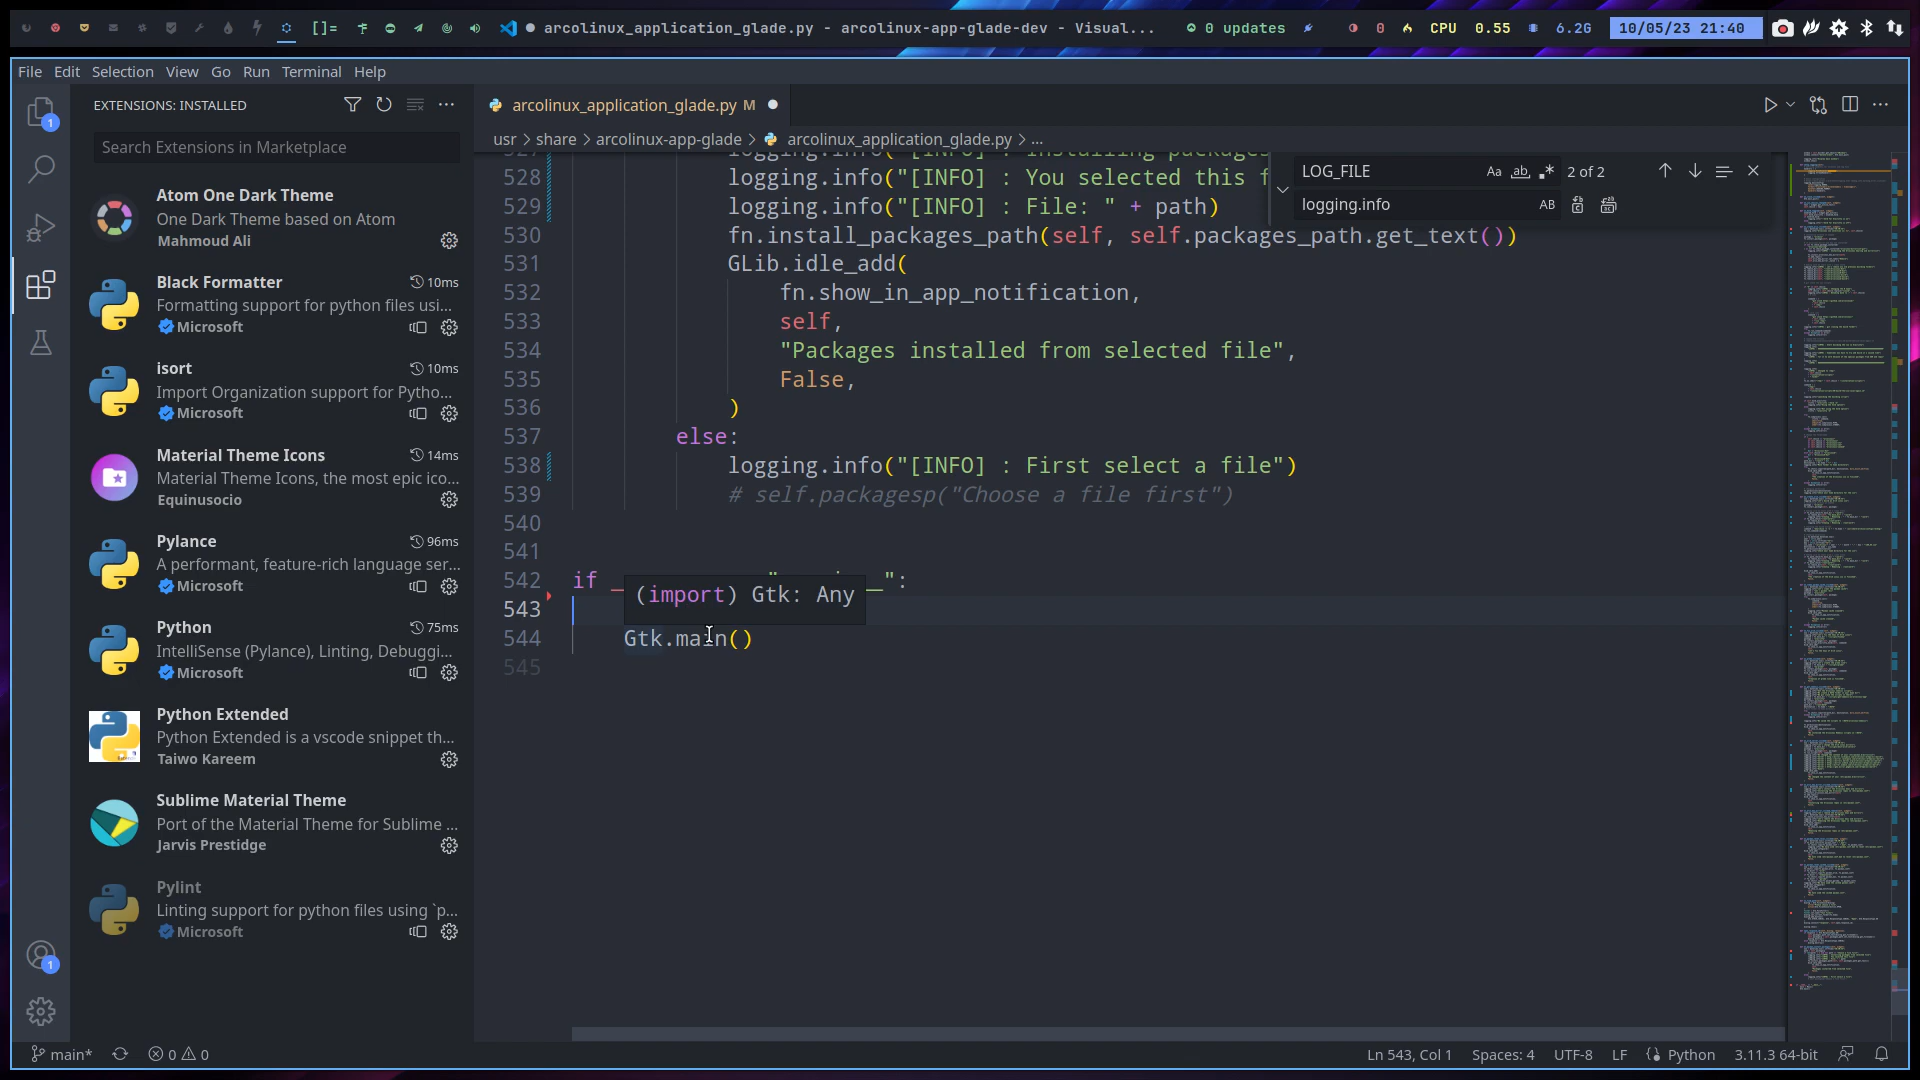 []=
arcolinux_application_glade.py - arcolinux-app-glade-dev - Visual...
0 updates
0
CPU 0.55
6.2G
10/05/23 21:40
File Edit Selection View Go Run Terminal Help
EXTENSIONS: INSTALLED
Search Extensions in Marketplace
Atom One Dark Theme
One Dark Theme based on Atom
Mahmoud Ali
Black Formatter 10ms
Formatting support for python files usi...
Microsoft
isort 10ms
Import Organization support for Pytho...
Microsoft
Material Theme Icons 14ms
Material Theme Icons, the most epic ico...
Equinusocio
Pylance 96ms
A performant, feature-rich language ser...
Microsoft
Python 75ms
IntelliSense (Pylance), Linting, Debuggi...
Microsoft
Python Extended
Python Extended is a vscode snippet th...
Taiwo Kareem
Sublime Material Theme
Port of the Material Theme for Sublime ...
Jarvis Prestidge
Pylint
Linting support for python files using `p...
Microsoft
1
1
arcolinux_application_glade.py M
usr > share > arcolinux-app-glade > arcolinux_application_glade.py > ...
LOG_FILE Aa ab 2 of 2
logging.info AB
527 logging.info("[INFO] : Installing packages
528 logging.info("[INFO] : You selected this f
529 logging.info("[INFO] : File: " + path)
530 fn.install_packages_path(self, self.packages_path.get_text())
531 GLib.idle_add(
532 fn.show_in_app_notification,
533 self,
534 "Packages installed from selected file",
535 False,
536 )
537 else:
538 logging.info("[INFO] : First select a file")
539 # self.packagesp("Choose a file first")
540
541
542 if
":
(import) Gtk: Any
543
544 Gtk.main()
545
main* 0 0
Ln 543, Col 1 Spaces: 4 UTF-8 LF Python 3.11.3 64-bit